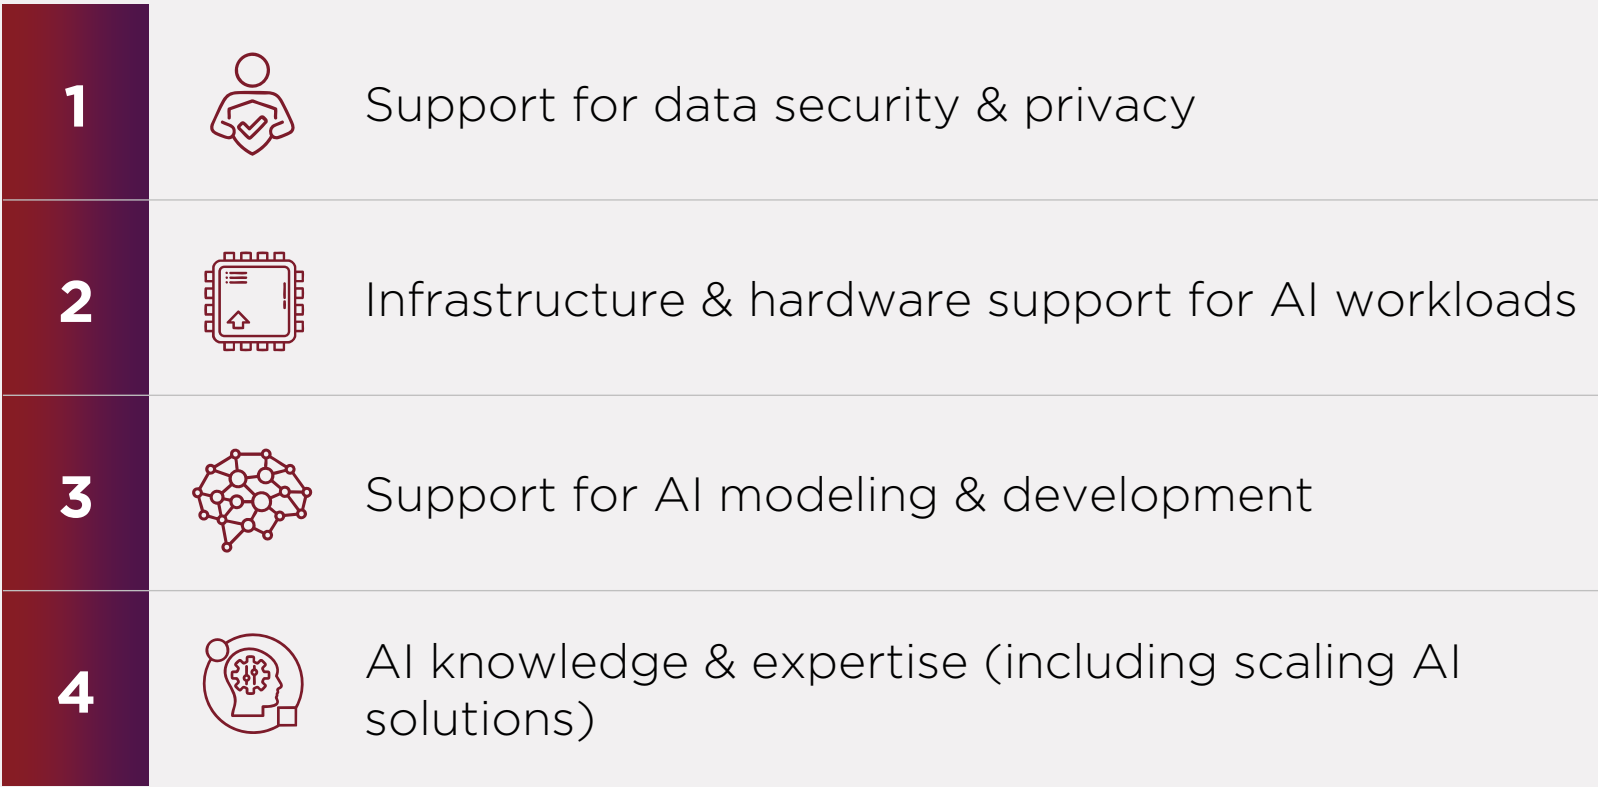 1
Support for data security & privacy
2
Infrastructure & hardware support for AI workloads
3
Support for AI modeling & development
4
AI knowledge & expertise (including scaling AI
solutions)